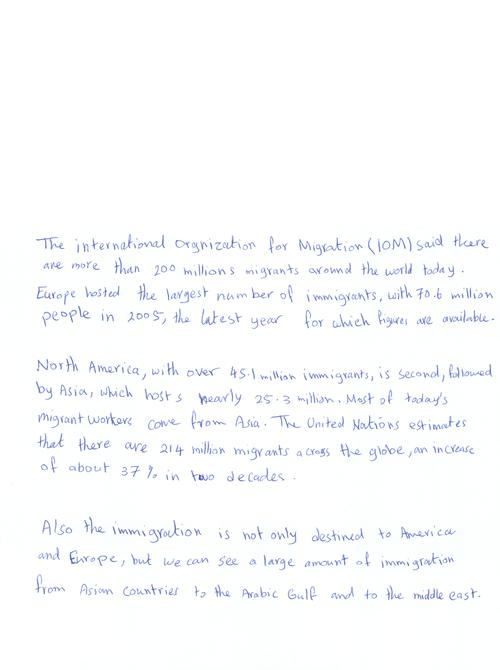 The international Orgnization for Migration (IOM) said there
are more than 200 millions migrants around the world today.
Europe hosted the largest number of immigrants, with 70.6 million
people in 2005, the latest year for which figures are available.
North America, with over 45.1 million immigrants, is second, followed
by Asia, which hosts nearly 25.3 million. Most of today's
migrant workers come from Asia. The United Nations estimates
that there are 214 million migrants across the globe, an increase
of about 37% in two decades.
Also the immigration is not only destined to America
and Europe, but we can see a large amount of immigration
from Asian Countries to the Arabic Gulf and to the middle east.